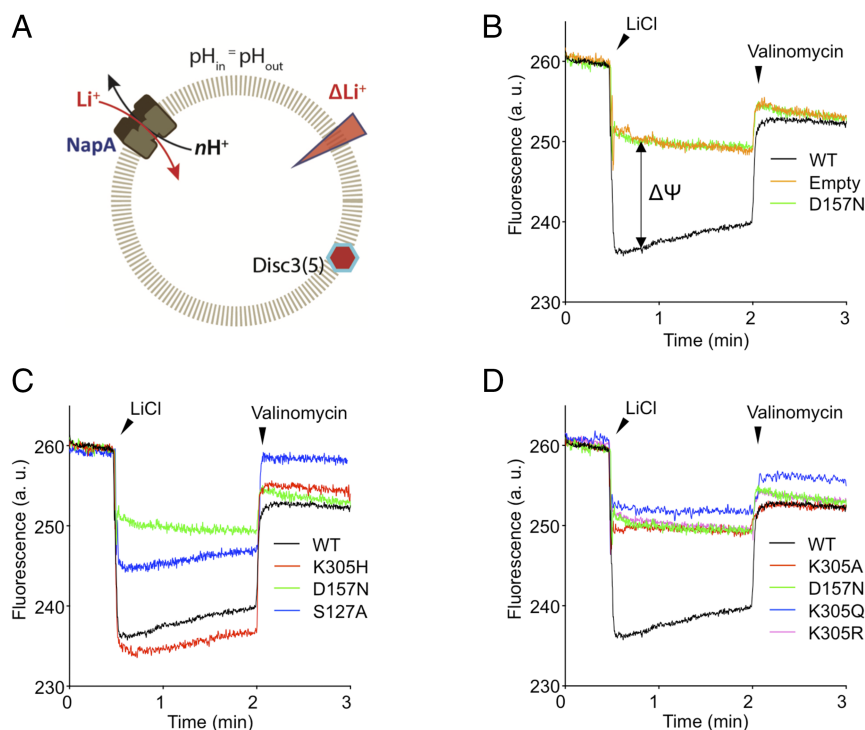 A
pHin = pHout
Li+
ΔLi+
NapA
nH+
Disc3(5)
B
LiCl
Valinomycin
260
250
240
230
Fluorescence (a. u.)
ΔΨ
WT
Empty
D157N
0 1 2 3
Time (min)
C
LiCl
Valinomycin
260
250
240
230
Fluorescence (a. u.)
WT
K305H
D157N
S127A
0 1 2 3
Time (min)
D
LiCl
Valinomycin
260
250
240
230
Fluorescence (a. u.)
WT
K305A
D157N
K305Q
K305R
0 1 2 3
Time (min)